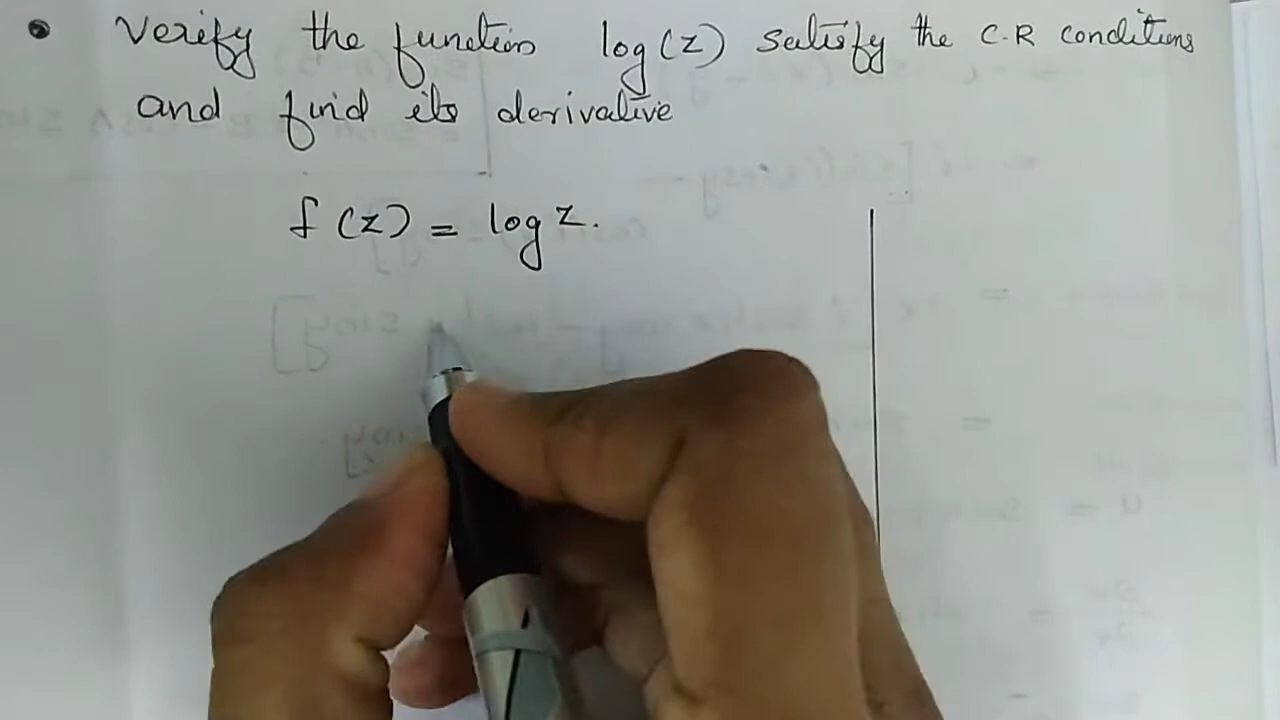 • Verify the function log(z) satisfy the C-R conditions
and find its derivative
f(z) = log z.